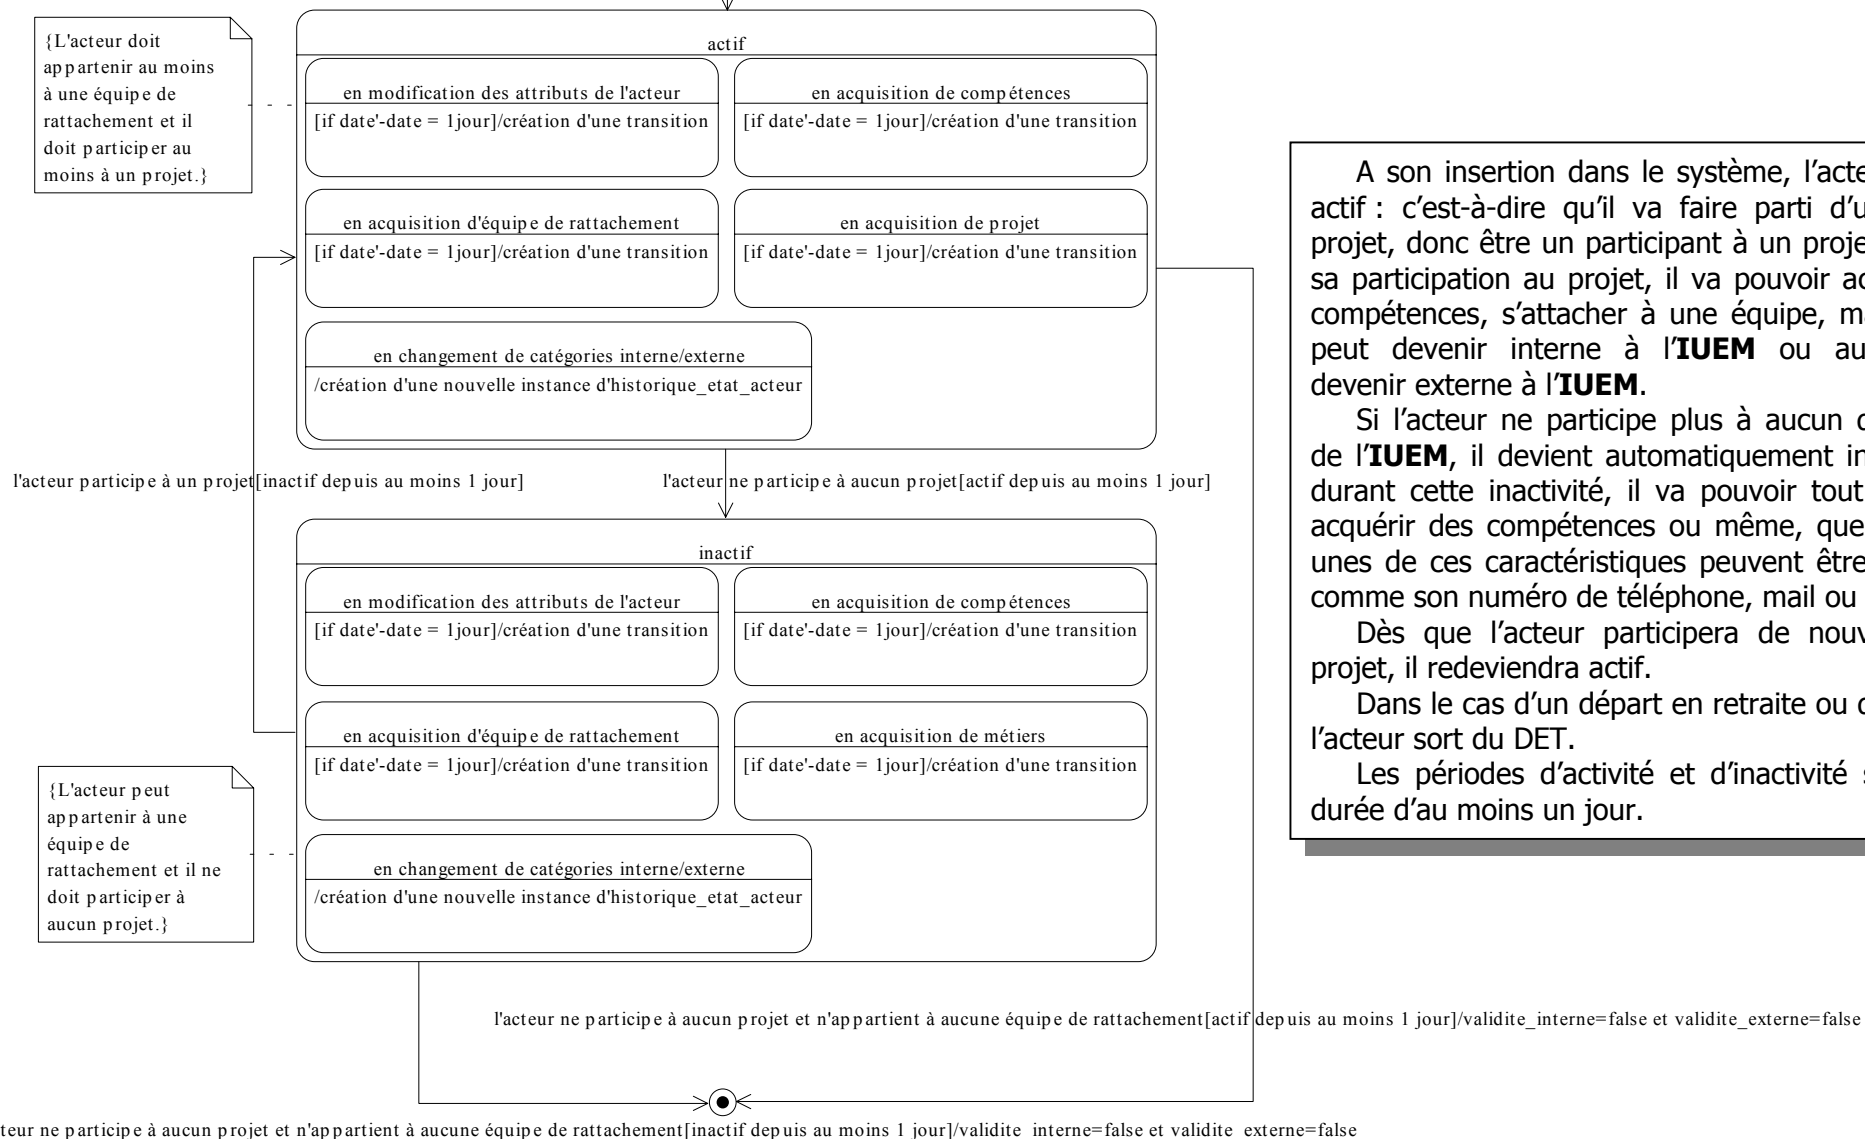 {L'acteur doit
appartenir au moins
à une équipe de
rattachement et il
doit participer au
moins à un projet.}
actif
en modification des attributs de l'acteur
[if date'-date = 1jour]/création d'une transition
en acquisition de compétences
[if date'-date = 1jour]/création d'une transition
en acquisition d'équipe de rattachement
[if date'-date = 1jour]/création d'une transition
en acquisition de projet
[if date'-date = 1jour]/création d'une transition
en changement de catégories interne/externe
/création d'une nouvelle instance d'historique_etat_acteur
l'acteur participe à un projet[inactif depuis au moins 1 jour]
l'acteur ne participe à aucun projet[actif depuis au moins 1 jour]
inactif
en modification des attributs de l'acteur
[if date'-date = 1jour]/création d'une transition
en acquisition de compétences
[if date'-date = 1jour]/création d'une transition
en acquisition d'équipe de rattachement
[if date'-date = 1jour]/création d'une transition
en acquisition de métiers
[if date'-date = 1jour]/création d'une transition
en changement de catégories interne/externe
/création d'une nouvelle instance d'historique_etat_acteur
{L'acteur peut
appartenir à une
équipe de
rattachement et il ne
doit participer à
aucun projet.}
l'acteur ne participe à aucun projet et n'appartient à aucune équipe de rattachement[actif depuis au moins 1 jour]/validite_interne=false et validite_externe=false
teur ne participe à aucun projet et n'appartient à aucune équipe de rattachement[inactif depuis au moins 1 jour]/validite_interne=false et validite_externe=false
A son insertion dans le système, l'acte
actif : c'est-à-dire qu'il va faire parti d'u
projet, donc être un participant à un proje
sa participation au projet, il va pouvoir ac
compétences, s'attacher à une équipe, ma
peut devenir interne à l'IUEM ou au
devenir externe à l'IUEM.
Si l'acteur ne participe plus à aucun
de l'IUEM, il devient automatiquement in
durant cette inactivité, il va pouvoir tout
acquérir des compétences ou même, que
unes de ces caractéristiques peuvent être
comme son numéro de téléphone, mail ou
Dès que l'acteur participera de nouv
projet, il redeviendra actif.
Dans le cas d'un départ en retraite ou
l'acteur sort du DET.
Les périodes d'activité et d'inactivité
durée d'au moins un jour.